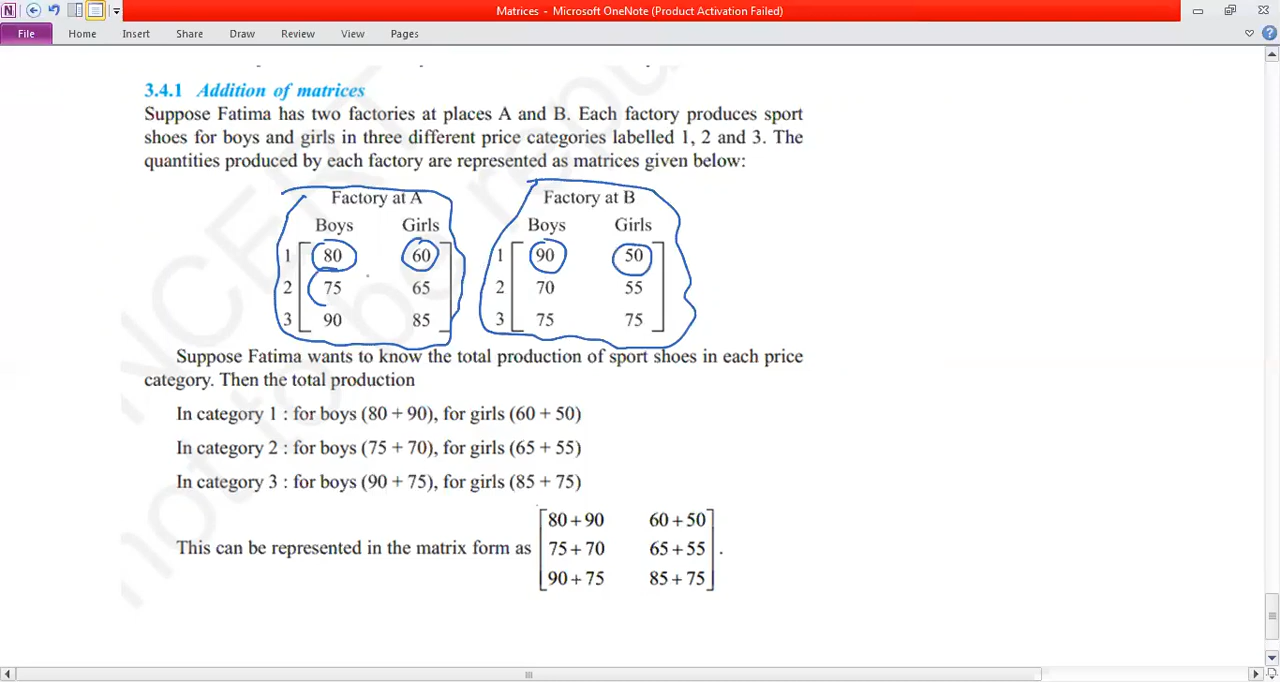 Matrices - Microsoft OneNote (Product Activation Failed)
File Home Insert Share Draw Review View Pages
3.4.1 Addition of matrices
Suppose Fatima has two factories at places A and B. Each factory produces sport
shoes for boys and girls in three different price categories labelled 1, 2 and 3. The
quantities produced by each factory are represented as matrices given below:
Factory at A Factory at B
Boys Girls Boys Girls
1 80 60 1 90 50
2 75 65 2 70 55
3 90 85 3 75 75
Suppose Fatima wants to know the total production of sport shoes in each price
category. Then the total production
In category 1 : for boys (80 + 90), for girls (60 + 50)
In category 2 : for boys (75 + 70), for girls (65 + 55)
In category 3 : for boys (90 + 75), for girls (85 + 75)
80 + 90 60 + 50
This can be represented in the matrix form as 75 + 70 65 + 55 .
90 + 75 85 + 75